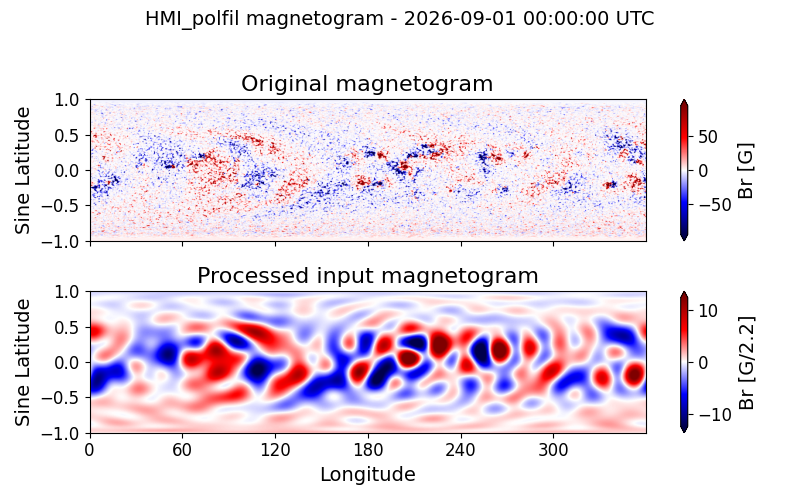 HMI_polfil magnetogram - 2026-09-01 00:00:00 UTC
Original magnetogram
Sine Latitude
1.0
0.5
0.0
−0.5
−1.0
50
0
−50
Br [G]
Processed input magnetogram
Sine Latitude
1.0
0.5
0.0
−0.5
−1.0
0 60 120 180 240 300
Longitude
10
0
−10
Br [G/2.2]